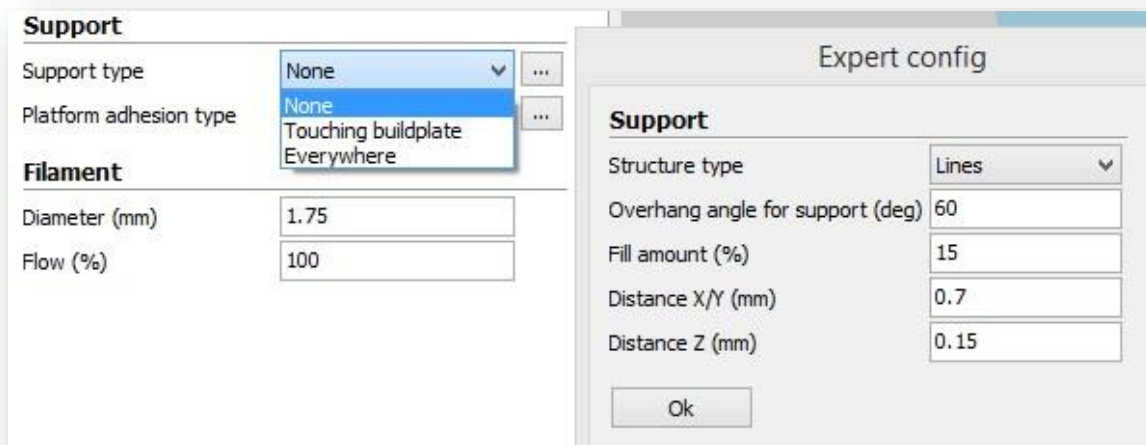 Support
Support type None ...
Platform adhesion type ...
None
Touching buildplate
Everywhere
Filament
Diameter (mm) 1.75
Flow (%) 100
Expert config
Support
Structure type Lines
Overhang angle for support (deg) 60
Fill amount (%) 15
Distance X/Y (mm) 0.7
Distance Z (mm) 0.15
Ok